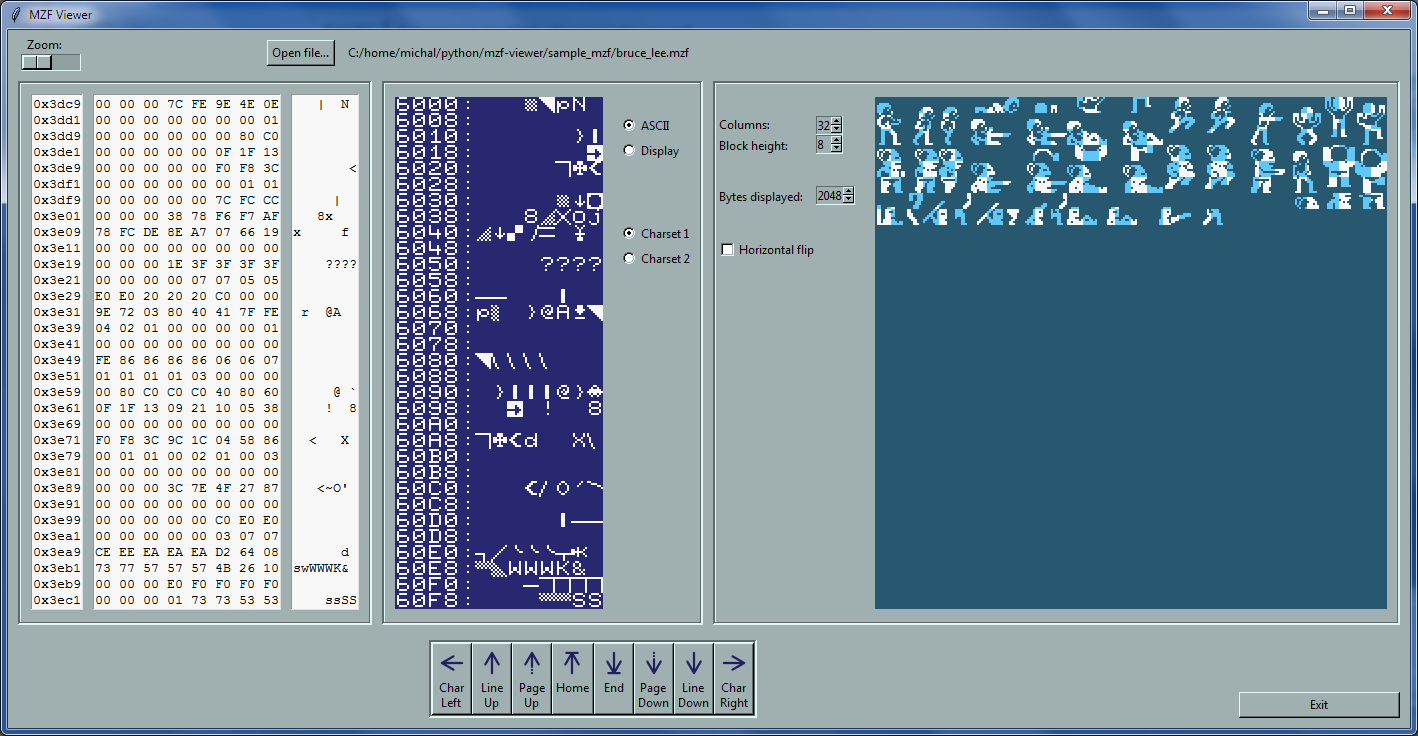 MZF Viewer
Zoom:
Open file...
C:/home/michal/python/mzf-viewer/sample_mzf/bruce_lee.mzf
0x3dc9 00 00 00 7C FE 9E 4E 0E | N
0x3dd1 00 00 00 00 00 00 00 01
0x3dd9 00 00 00 00 00 00 80 C0
0x3de1 00 00 00 00 00 0F 1F 13
0x3de9 00 00 00 00 00 F0 F8 3C <
0x3df1 00 00 00 00 00 00 01 01
0x3df9 00 00 00 00 00 7C FC CC |
0x3e01 00 00 00 38 78 F6 F7 AF 8x
0x3e09 78 FC DE 8E A7 07 66 19 x f
0x3e11 00 00 00 00 00 00 00 00
0x3e19 00 00 00 1E 3F 3F 3F 3F ????
0x3e21 00 00 00 00 07 07 05 05
0x3e29 E0 E0 20 20 20 C0 00 00
0x3e31 9E 72 03 80 40 41 7F FE r @A
0x3e39 04 02 01 00 00 00 00 01
0x3e41 00 00 00 00 00 00 00 00
0x3e49 FE 86 86 86 86 06 06 07
0x3e51 01 01 01 01 03 00 00 00
0x3e59 00 80 C0 C0 C0 40 80 60 @ `
0x3e61 0F 1F 13 09 21 10 05 38 ! 8
0x3e69 00 00 00 00 00 00 00 00
0x3e71 F0 F8 3C 9C 1C 04 58 86 < X
0x3e79 00 01 01 00 02 01 00 03
0x3e81 00 00 00 00 00 00 00 00
0x3e89 00 00 00 3C 7E 4F 27 87 <~O'
0x3e91 00 00 00 00 00 00 00 00
0x3e99 00 00 00 00 00 C0 E0 E0
0x3ea1 00 00 00 00 00 03 07 07
0x3ea9 CE EE EA EA EA D2 64 08 d
0x3eb1 73 77 57 57 57 4B 26 10 swWWWK&
0x3eb9 00 00 00 E0 F0 F0 F0 F0
0x3ec1 00 00 00 01 73 73 53 53 ssSS
6000: pN
6008:
6010: )
6018:
6020: <
6028:
6030: ↓
6038: 8 X J
6040: ↓ /
6048:
6050: ????
6058:
6060:
6068: p )@A
6070:
6078:
6080: \ \ \ \
6088:
6090: ) @)
6098: → ! 8
60A0:
60A8: <d X\
60B0:
60B8:
60C0: </ O
60C8:
60D0:
60D8:
60E0:
60E8: WWWK&
60F0:
60F8: SS
ASCII
Display
Charset 1
Charset 2
Columns: 32
Block height: 8
Bytes displayed: 2048
Horizontal flip
Char Left
Line Up
Page Up
Home
End
Page Down
Line Down
Char Right
Exit